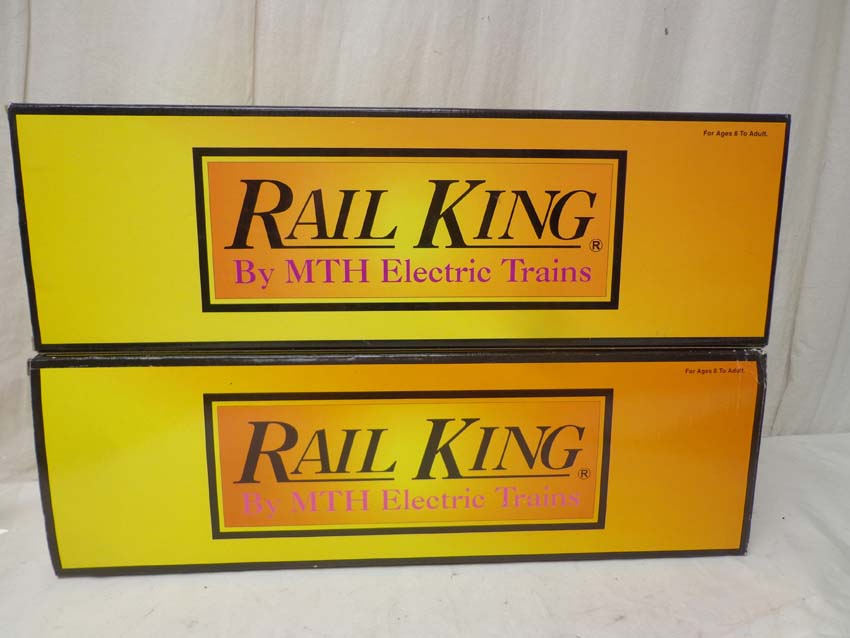 For Ages 8 To Adult.
RAIL KING ®
By MTH Electric Trains
For Ages 8 To Adult.
RAIL KING ®
By MTH Electric Trains